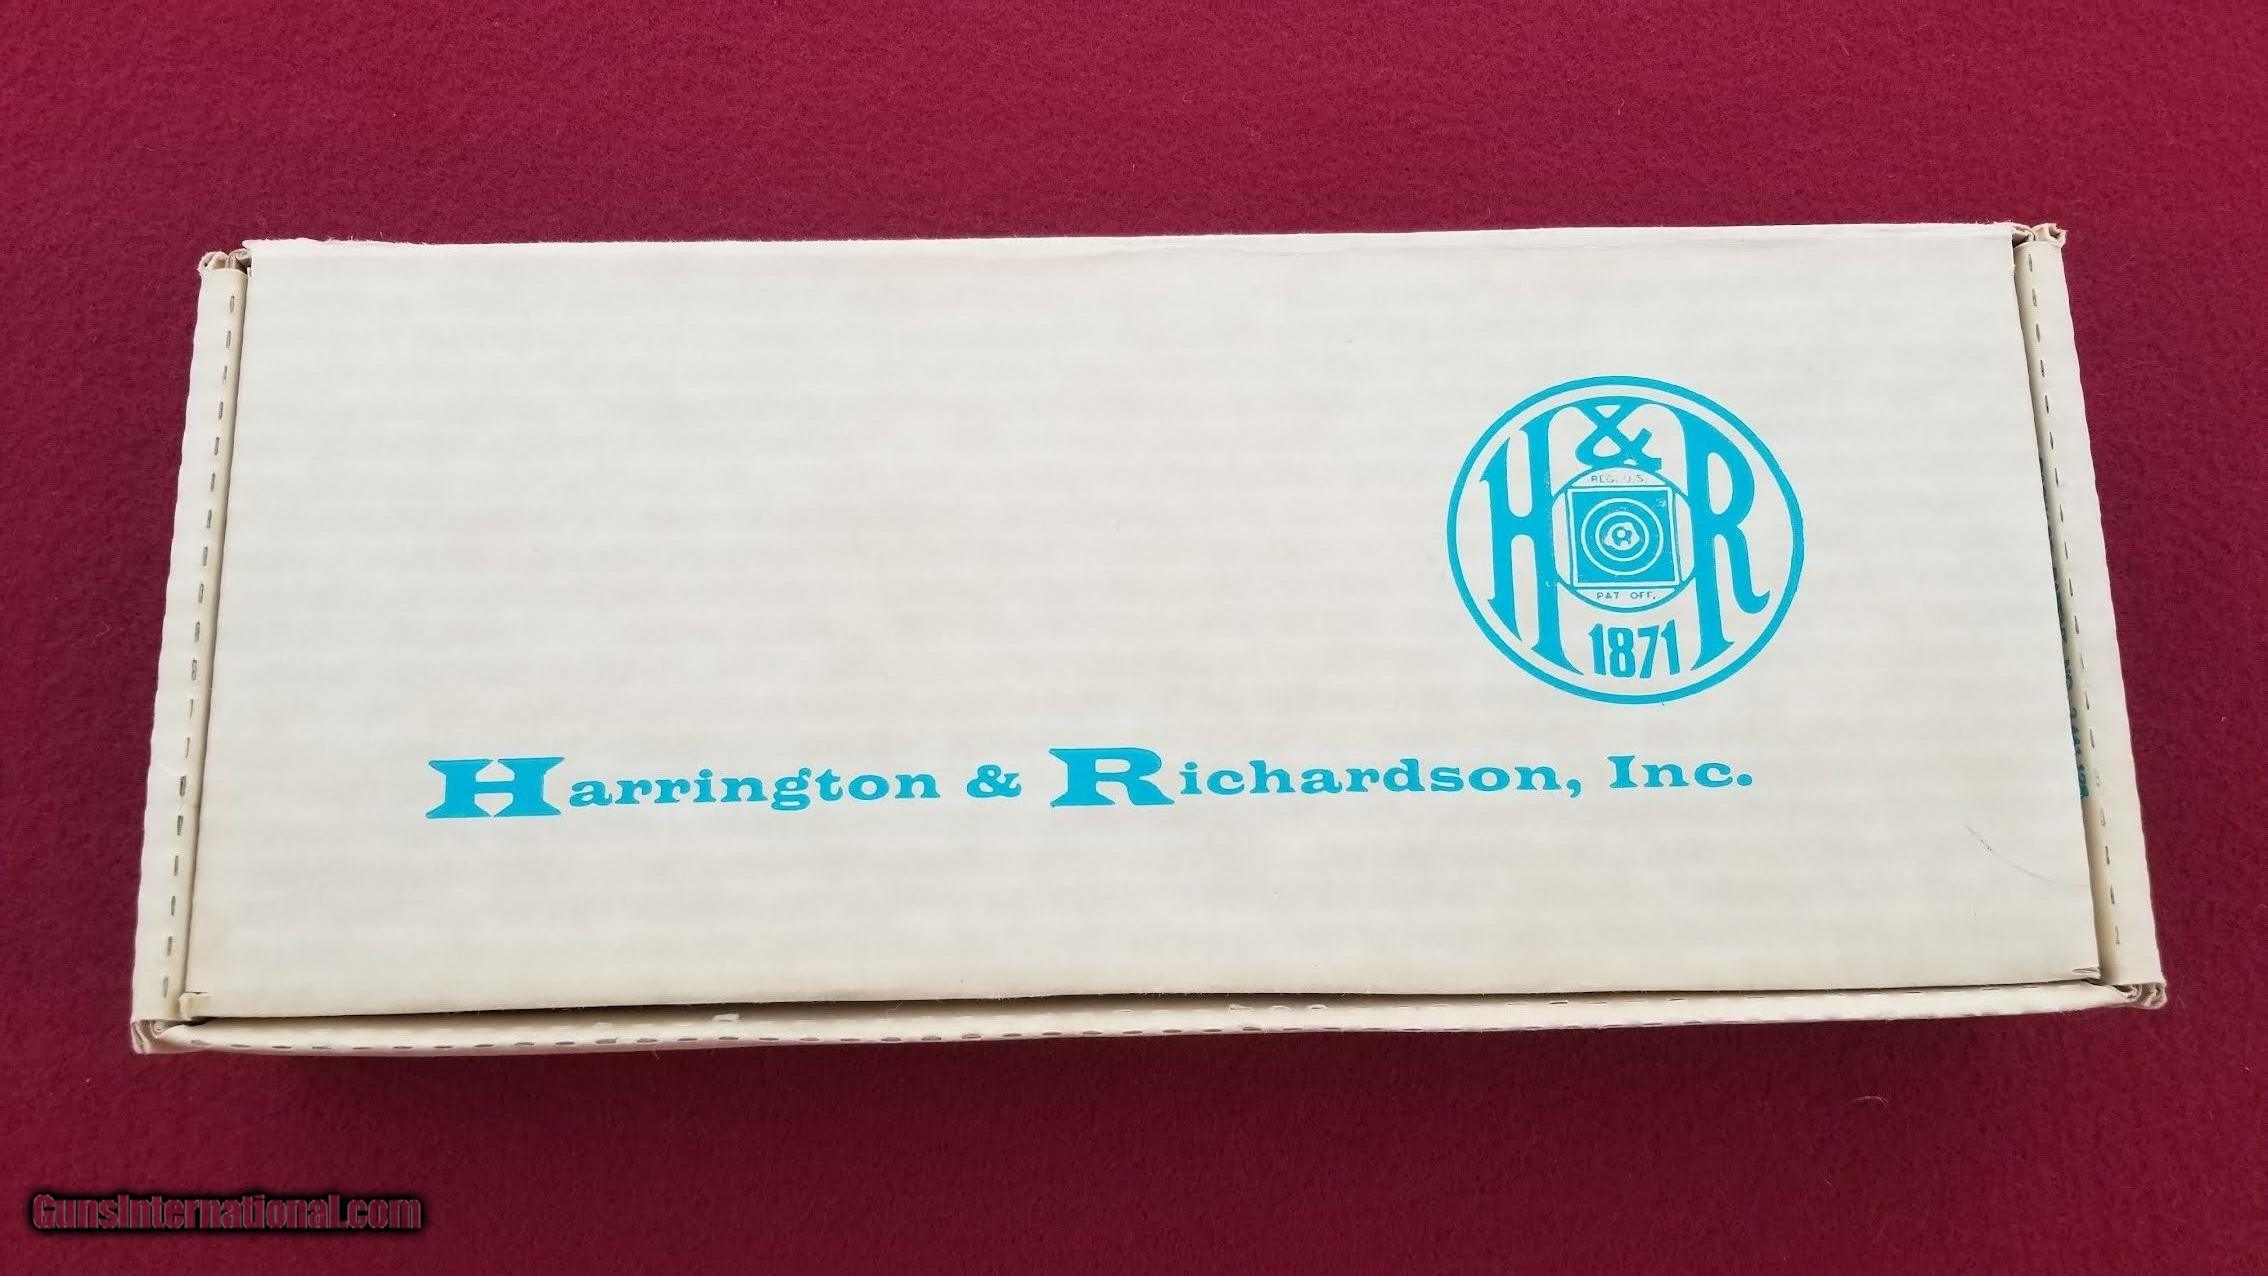 H&R
REG. U.S.
PAT OFF.
1871
Harrington & Richardson, Inc.
GunsInternational.com